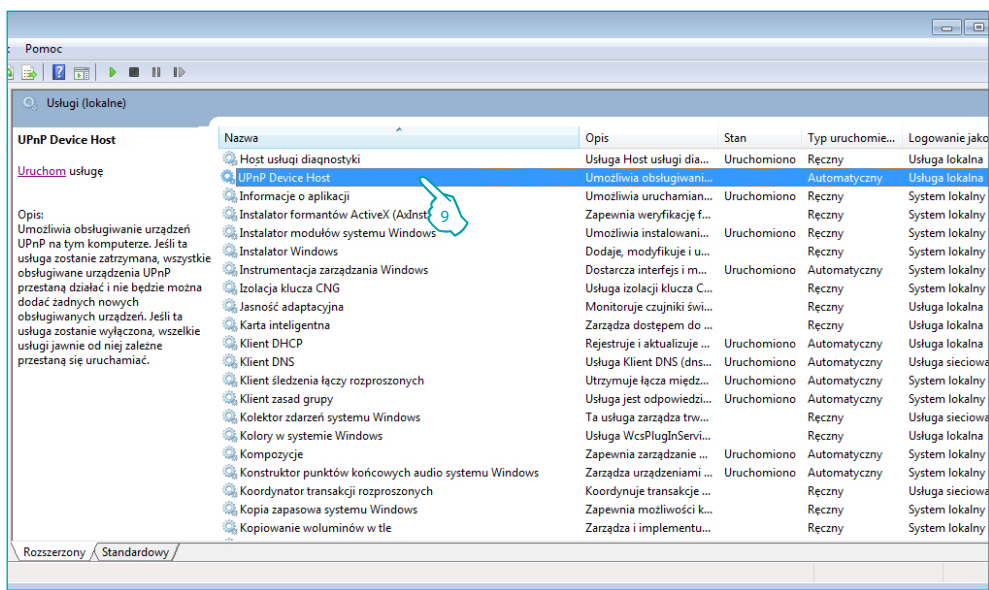 Pomoc
Usługi (lokalne)
UPnP Device Host
Uruchom usługę
Opis:
Umożliwia obsługiwanie urządzeń
UPnP na tym komputerze. Jeśli ta
usługa zostanie zatrzymana, wszystkie
obsługiwane urządzenia UPnP
przestaną działać i nie będzie można
dodać żadnych nowych
obsługiwanych urządzeń. Jeśli ta
usługa zostanie wyłączona, wszelkie
usługi jawnie od niej zależne
przestaną się uruchamiać.
Nazwa Opis Stan Typ uruchomie... Logowanie jako
Host usługi diagnostyki Usługa Host usługi dia... Uruchomiono Ręczny Usługa lokalna
UPnP Device Host Umożliwia obsługiwani... Automatyczny Usługa lokalna
Informacje o aplikacji Umożliwia uruchamian... Uruchomiono Ręczny System lokalny
Instalator formantów ActiveX (AxInst Zapewnia weryfikację f... Ręczny System lokalny
9
Instalator modułów systemu Windows Umożliwia instalowani... Uruchomiono Ręczny System lokalny
Instalator Windows Dodaje, modyfikuje i u... Ręczny System lokalny
Instrumentacja zarządzania Windows Dostarcza interfejs i m... Uruchomiono Automatyczny System lokalny
Izolacja klucza CNG Usługa izolacji klucza C... Ręczny System lokalny
Jasność adaptacyjna Monitoruje czujniki świ... Ręczny Usługa lokalna
Karta inteligentna Zarządza dostępem do ... Ręczny Usługa lokalna
Klient DHCP Rejestruje i aktualizuje ... Uruchomiono Automatyczny Usługa lokalna
Klient DNS Usługa Klient DNS (dns... Uruchomiono Automatyczny Usługa sieciowa
Klient śledzenia łączy rozproszonych Utrzymuje łącza międz... Uruchomiono Automatyczny System lokalny
Klient zasad grupy Usługa jest odpowiedzi... Uruchomiono Automatyczny System lokalny
Kolektor zdarzeń systemu Windows Ta usługa zarządza trw... Ręczny Usługa sieciowa
Kolory w systemie Windows Usługa WcsPlugInServi... Ręczny Usługa lokalna
Kompozycje Zapewnia zarządzanie ... Uruchomiono Automatyczny System lokalny
Konstruktor punktów końcowych audio systemu Windows Zarządza urządzeniami ... Uruchomiono Automatyczny System lokalny
Koordynator transakcji rozproszonych Koordynuje transakcje ... Ręczny Usługa sieciowa
Kopia zapasowa systemu Windows Zapewnia możliwości k... Ręczny System lokalny
Kopiowanie woluminów w tle Zarządza i implementu... Ręczny System lokalny
Rozszerzony Standardowy